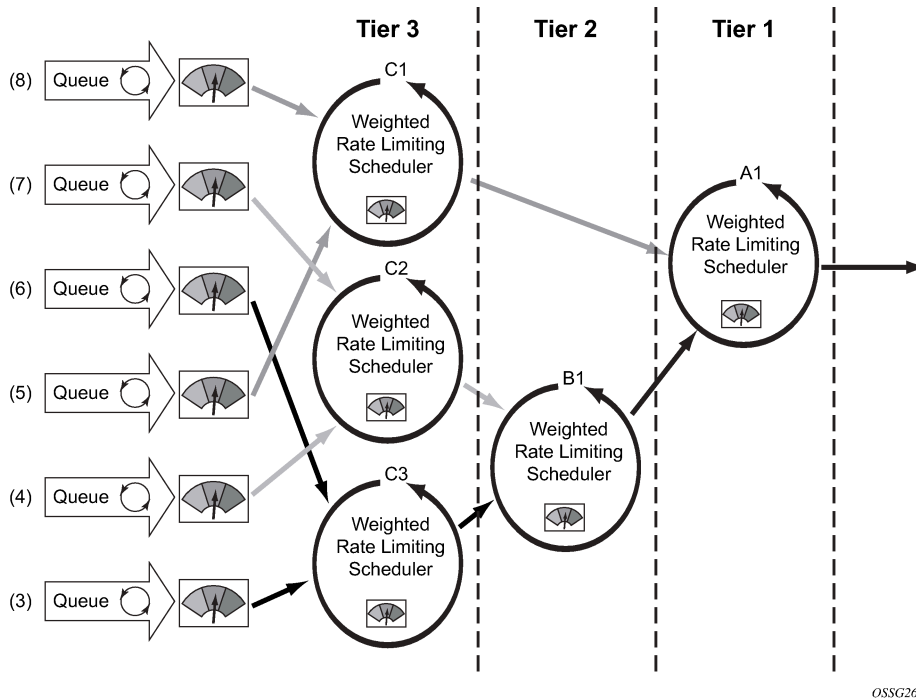 Tier 3
Tier 2
Tier 1
(8)
Queue
C1
Weighted
Rate Limiting
Scheduler
(7)
Queue
A1
Weighted
Rate Limiting
Scheduler
(6)
Queue
C2
Weighted
Rate Limiting
Scheduler
(5)
Queue
B1
Weighted
Rate Limiting
Scheduler
(4)
Queue
C3
Weighted
Rate Limiting
Scheduler
(3)
Queue
OSSG26